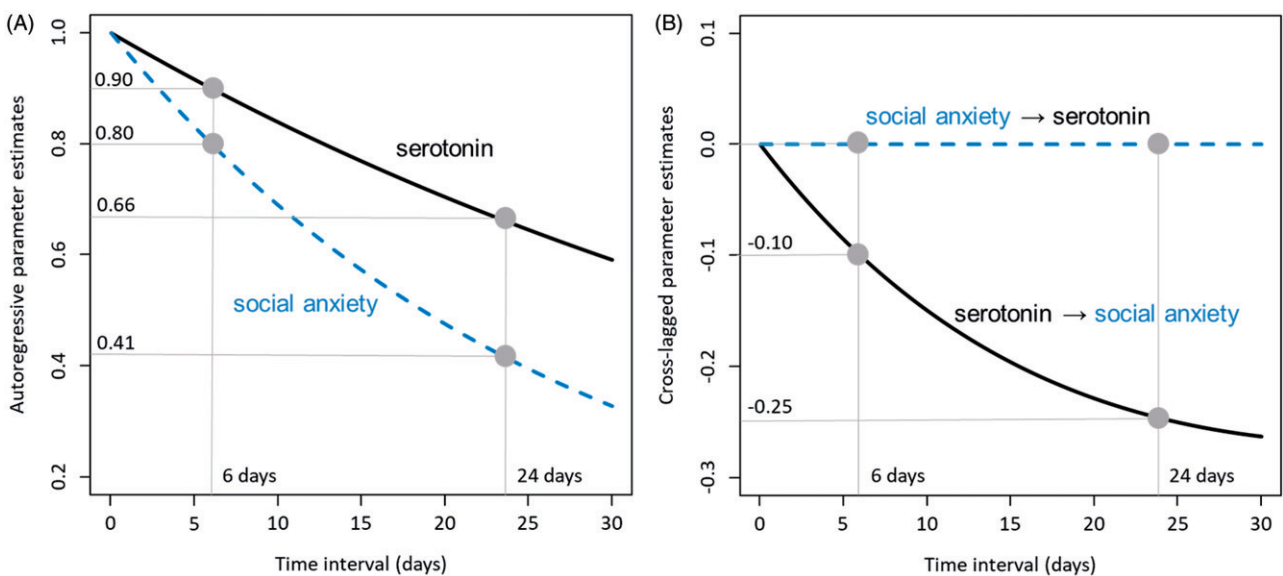 (A)
Autoregressive parameter estimates
1.0
0.90
0.8
0.80
serotonin
0.66
0.6
social anxiety
0.41
0.4
0.2
6 days
24 days
0 5 10 15 20 25 30
Time interval (days)
(B)
Cross-lagged parameter estimates
0.1
social anxiety → serotonin
0.0
-0.10
-0.1
serotonin → social anxiety
-0.2
-0.25
-0.3
6 days
24 days
0 5 10 15 20 25 30
Time interval (days)